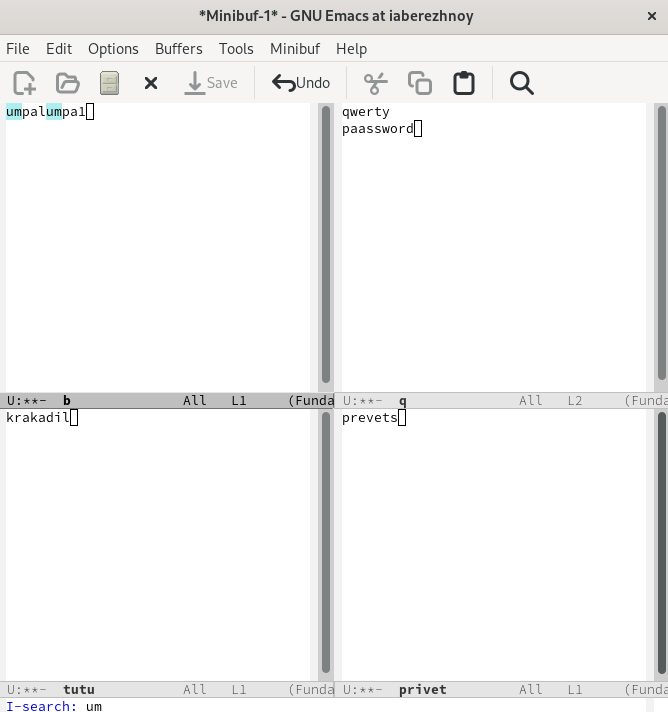 *Minibuf-1* - GNU Emacs at iaberezhnoy
File Edit Options Buffers Tools Minibuf Help
Save Undo
umpalumpa1
U:**- b All L1 (Funda
qwerty
paassword
U:**- q All L2 (Funda
krakadil
U:**- tutu All L1 (Funda
prevets
U:**- privet All L1 (Funda
I-search: um